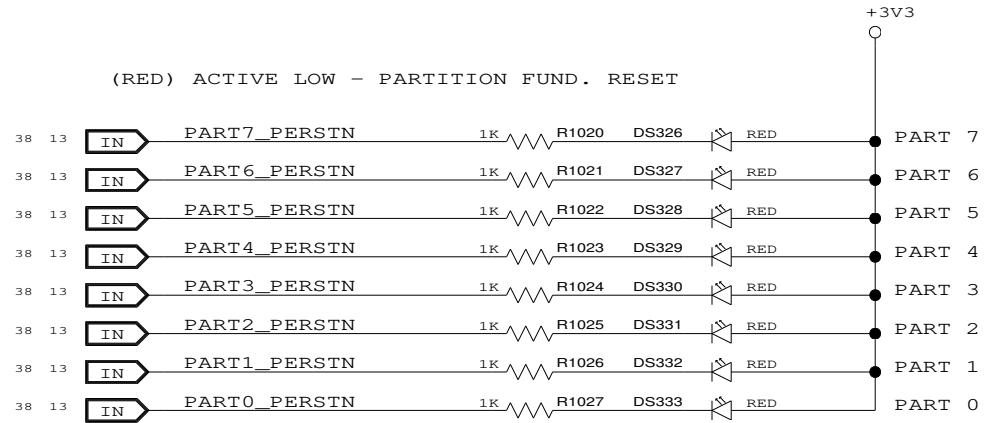 +3V3
(RED) ACTIVE LOW - PARTITION FUND. RESET
38 13 IN PART7_PERSTN 1K R1020 DS326 RED PART 7
38 13 IN PART6_PERSTN 1K R1021 DS327 RED PART 6
38 13 IN PART5_PERSTN 1K R1022 DS328 RED PART 5
38 13 IN PART4_PERSTN 1K R1023 DS329 RED PART 4
38 13 IN PART3_PERSTN 1K R1024 DS330 RED PART 3
38 13 IN PART2_PERSTN 1K R1025 DS331 RED PART 2
38 13 IN PART1_PERSTN 1K R1026 DS332 RED PART 1
38 13 IN PART0_PERSTN 1K R1027 DS333 RED PART 0